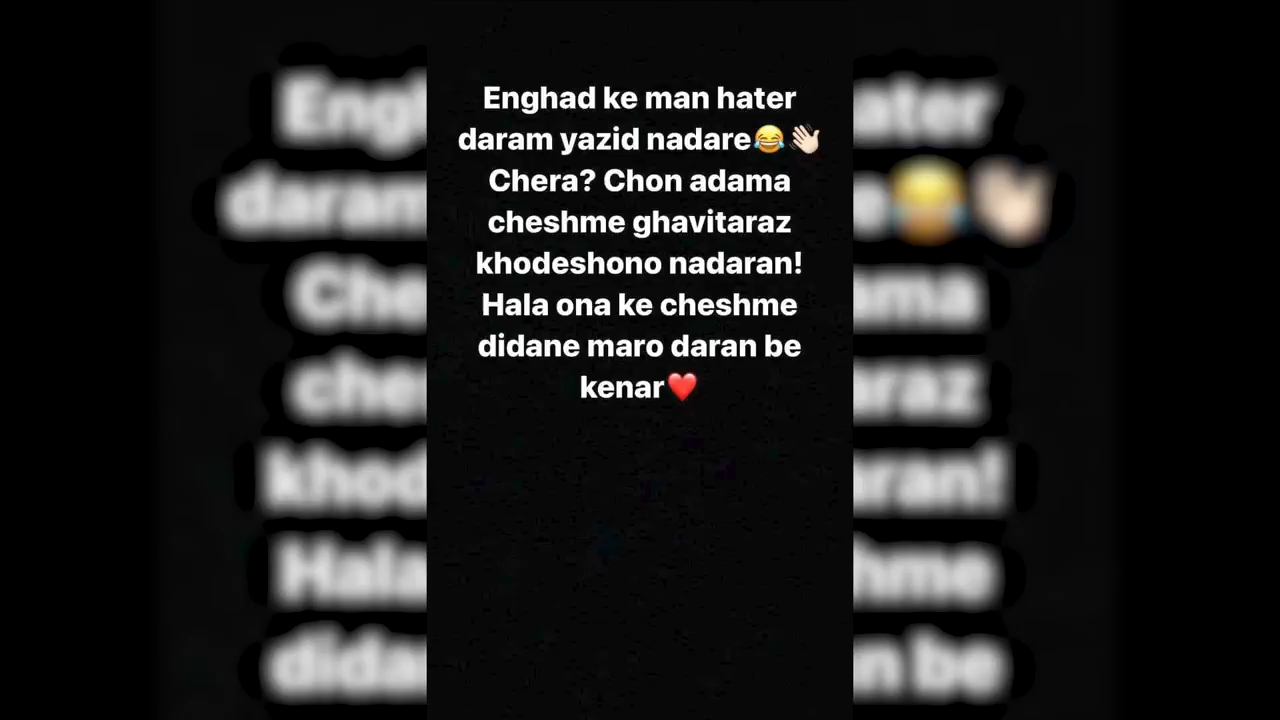 Enghad ke man hater
daram yazid nadare😂👋🏻
Chera? Chon adama
cheshme ghavitaraz
khodeshono nadaran!
Hala ona ke cheshme
didane maro daran be
kenar❤️